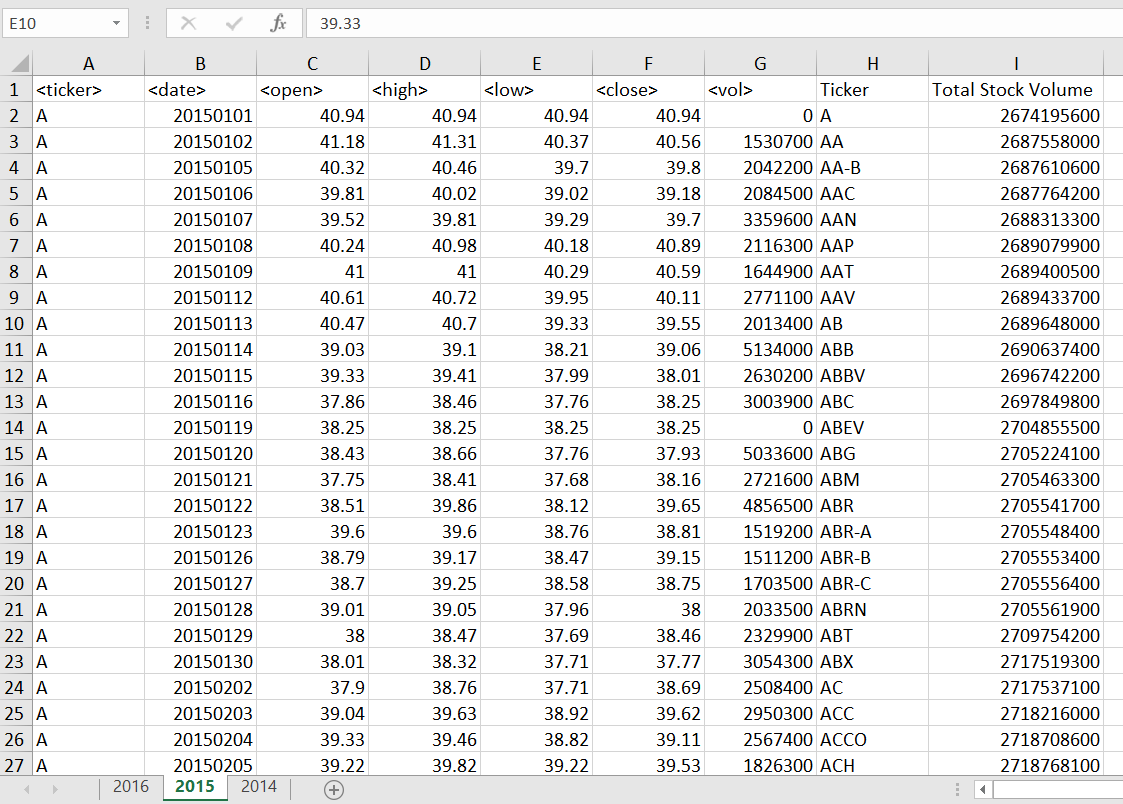 E10 fx 39.33
A B C D E F G H I
1 <ticker> <date> <open> <high> <low> <close> <vol> Ticker Total Stock Volume
2 A 20150101 40.94 40.94 40.94 40.94 0 A 2674195600
3 A 20150102 41.18 41.31 40.37 40.56 1530700 AA 2687558000
4 A 20150105 40.32 40.46 39.7 39.8 2042200 AA-B 2687610600
5 A 20150106 39.81 40.02 39.02 39.18 2084500 AAC 2687764200
6 A 20150107 39.52 39.81 39.29 39.7 3359600 AAN 2688313300
7 A 20150108 40.24 40.98 40.18 40.89 2116300 AAP 2689079900
8 A 20150109 41 41 40.29 40.59 1644900 AAT 2689400500
9 A 20150112 40.61 40.72 39.95 40.11 2771100 AAV 2689433700
10 A 20150113 40.47 40.7 39.33 39.55 2013400 AB 2689648000
11 A 20150114 39.03 39.1 38.21 39.06 5134000 ABB 2690637400
12 A 20150115 39.33 39.41 37.99 38.01 2630200 ABBV 2696742200
13 A 20150116 37.86 38.46 37.76 38.25 3003900 ABC 2697849800
14 A 20150119 38.25 38.25 38.25 38.25 0 ABEV 2704855500
15 A 20150120 38.43 38.66 37.76 37.93 5033600 ABG 2705224100
16 A 20150121 37.75 38.41 37.68 38.16 2721600 ABM 2705463300
17 A 20150122 38.51 39.86 38.12 39.65 4856500 ABR 2705541700
18 A 20150123 39.6 39.6 38.76 38.81 1519200 ABR-A 2705548400
19 A 20150126 38.79 39.17 38.47 39.15 1511200 ABR-B 2705553400
20 A 20150127 38.7 39.25 38.58 38.75 1703500 ABR-C 2705556400
21 A 20150128 39.01 39.05 37.96 38 2033500 ABRN 2705561900
22 A 20150129 38 38.47 37.69 38.46 2329900 ABT 2709754200
23 A 20150130 38.01 38.32 37.71 37.77 3054300 ABX 2717519300
24 A 20150202 37.9 38.76 37.71 38.69 2508400 AC 2717537100
25 A 20150203 39.04 39.63 38.92 39.62 2950300 ACC 2718216000
26 A 20150204 39.33 39.46 38.82 39.11 2567400 ACCO 2718708600
27 A 20150205 39.22 39.82 39.22 39.53 1826300 ACH 2718768100
2016 2015 2014